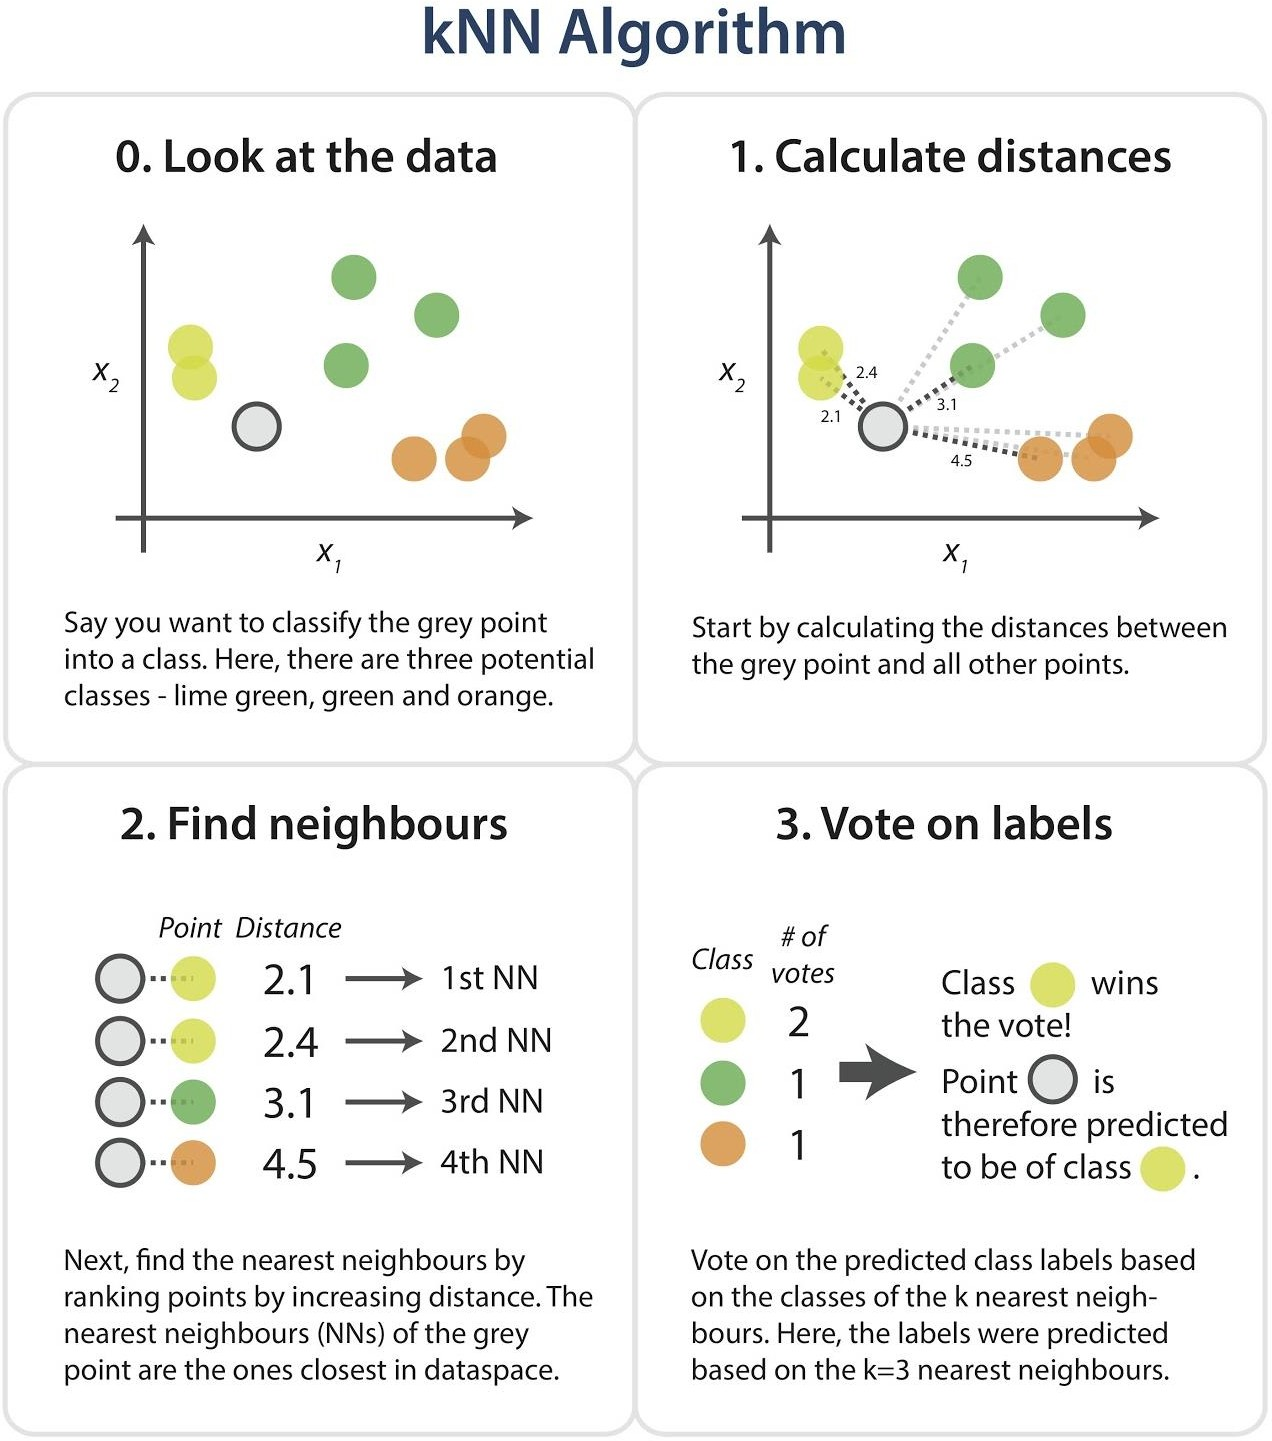 kNN Algorithm
0. Look at the data
x2
x1
Say you want to classify the grey point
into a class. Here, there are three potential
classes - lime green, green and orange.
1. Calculate distances
x2
2.4
2.1
3.1
4.5
x1
Start by calculating the distances between
the grey point and all other points.
2. Find neighbours
Point Distance
2.1 1st NN
2.4 2nd NN
3.1 3rd NN
4.5 4th NN
Next, find the nearest neighbours by
ranking points by increasing distance. The
nearest neighbours (NNs) of the grey
point are the ones closest in dataspace.
3. Vote on labels
Class # of
votes
2
1
1
Class wins
the vote!
Point is
therefore predicted
to be of class .
Vote on the predicted class labels based
on the classes of the k nearest neigh-
bours. Here, the labels were predicted
based on the k=3 nearest neighbours.